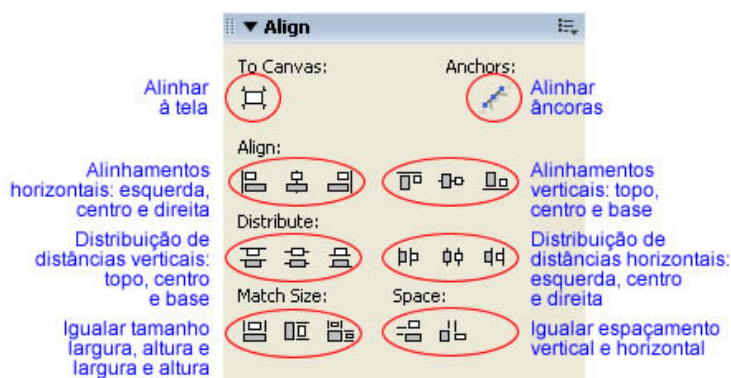 Align
To Canvas:
Anchors:
Alinhar
à tela
Alinhar
âncoras
Align:
Alinhamentos
horizontais: esquerda,
centro e direita
Alinhamentos
verticais: topo,
centro e base
Distribute:
Distribuição de
distâncias verticais:
topo, centro
e base
Distribuição de
distâncias horizontais:
esquerda, centro
e direita
Match Size:
Space:
Igualar tamanho
largura, altura e
largura e altura
Igualar espaçamento
vertical e horizontal